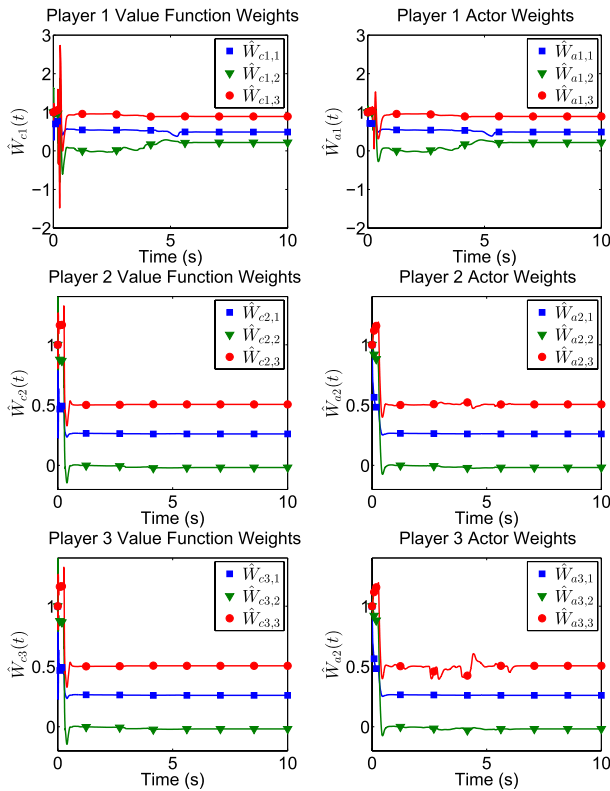 Player 1 Value Function Weights
3
2
1
0
−1
−2
Ŵc1(t)
Ŵc1,1
Ŵc1,2
Ŵc1,3
0
5
10
Time (s)
Player 1 Actor Weights
3
2
1
0
−1
−2
Ŵa1(t)
Ŵa1,1
Ŵa1,2
Ŵa1,3
0
5
10
Time (s)
Player 2 Value Function Weights
1
0.5
0
Ŵc2(t)
Ŵc2,1
Ŵc2,2
Ŵc2,3
0
5
10
Time (s)
Player 2 Actor Weights
1
0.5
0
Ŵa2(t)
Ŵa2,1
Ŵa2,2
Ŵa2,3
0
5
10
Time (s)
Player 3 Value Function Weights
1
0.5
0
Ŵc3(t)
Ŵc3,1
Ŵc3,2
Ŵc3,3
0
5
10
Time (s)
Player 3 Actor Weights
1
0.5
0
Ŵa2(t)
Ŵa3,1
Ŵa3,2
Ŵa3,3
0
5
10
Time (s)